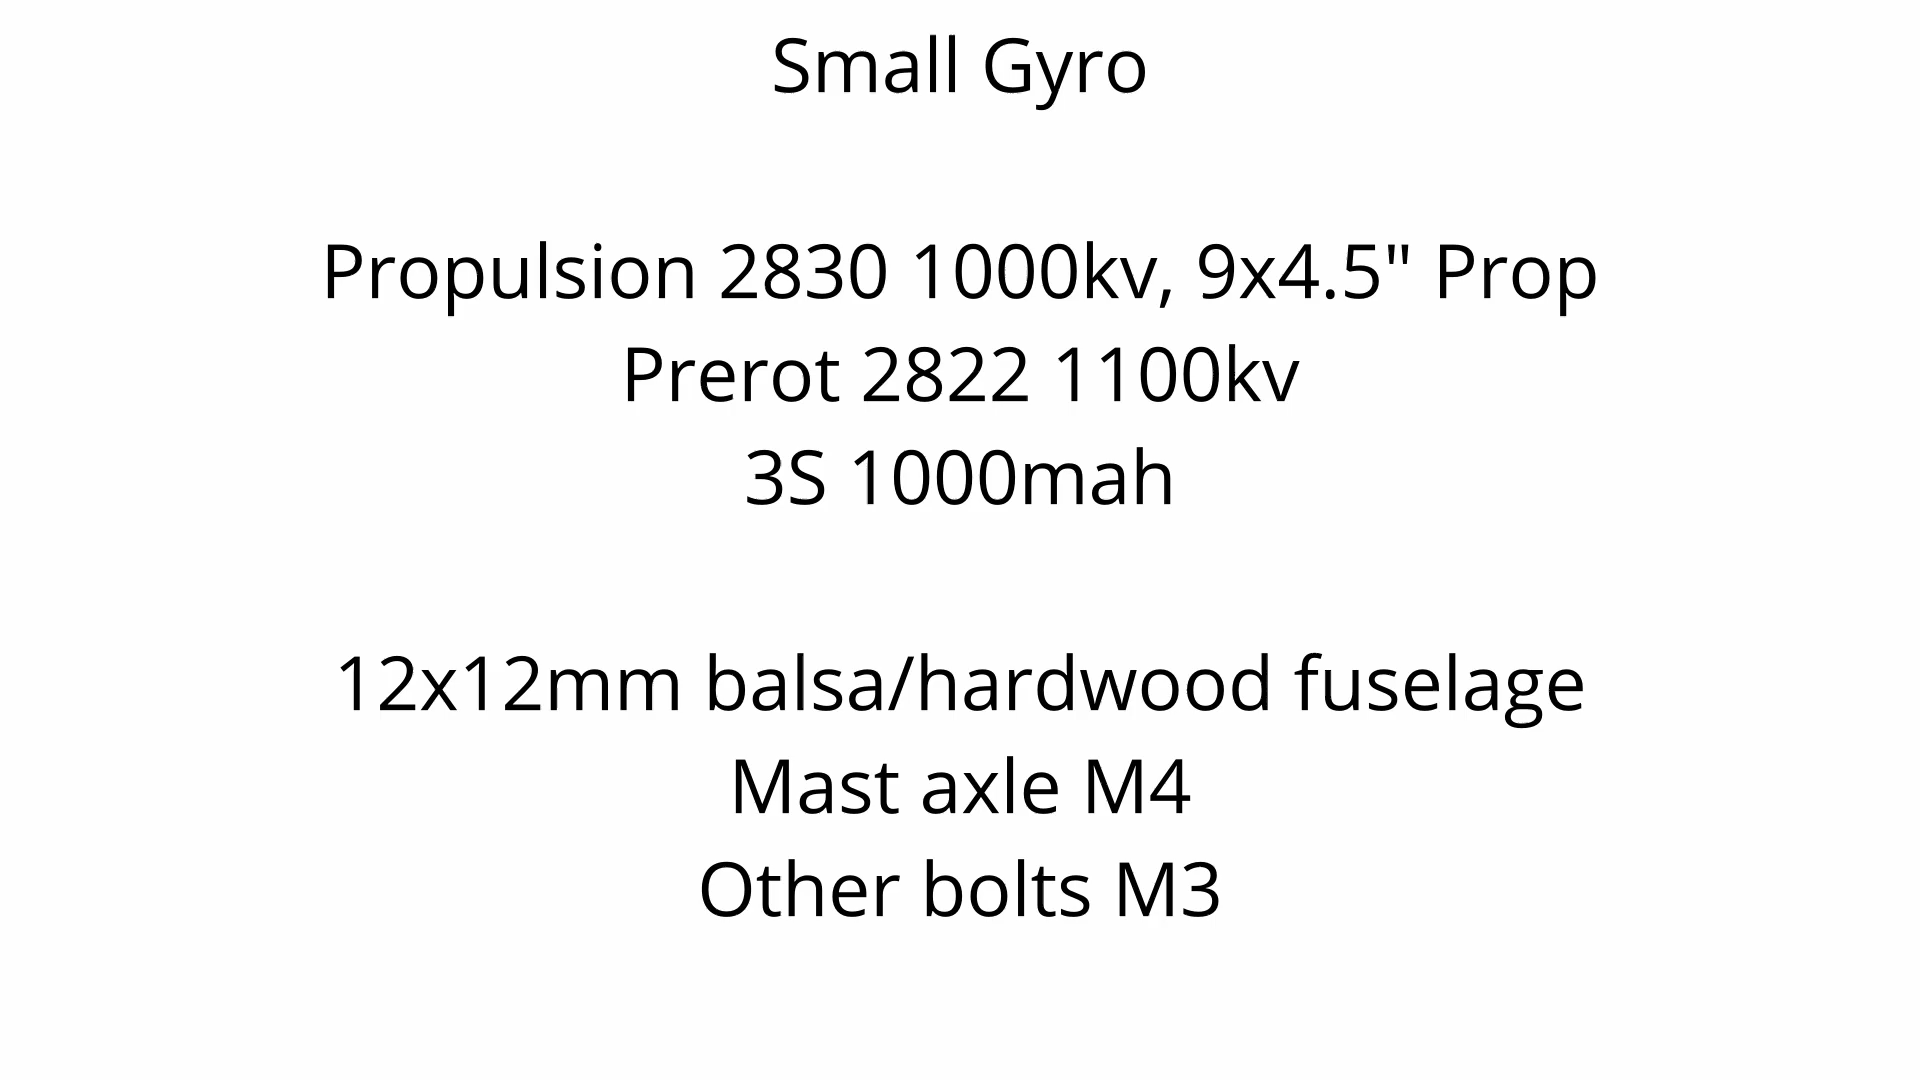 Small Gyro
Propulsion 2830 1000kv, 9x4.5" Prop
Prerot 2822 1100kv
3S 1000mah
12x12mm balsa/hardwood fuselage
Mast axle M4
Other bolts M3